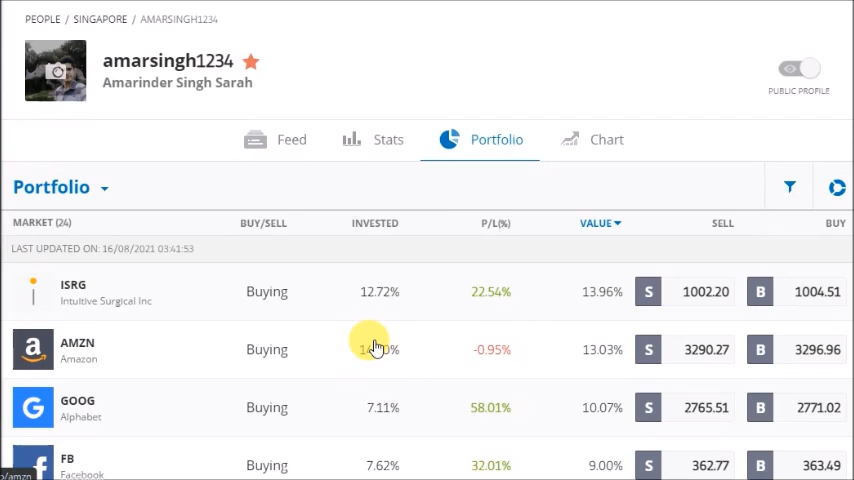 PEOPLE / SINGAPORE / AMARSINGH1234
amarsingh1234
Amarinder Singh Sarah
PUBLIC PROFILE
Feed Stats Portfolio Chart
Portfolio
MARKET (24) BUY/SELL INVESTED P/L(%) VALUE SELL BUY
LAST UPDATED ON: 16/08/2021 03:41:53
ISRG
Intuitive Surgical Inc
Buying 12.72% 22.54% 13.96% S 1002.20 B 1004.51
AMZN
Amazon
Buying -0.95% 13.03% S 3290.27 B 3296.96
GOOG
Alphabet
Buying 7.11% 58.01% 10.07% S 2765.51 B 2771.02
FB
Facebook
Buying 7.62% 32.01% 9.00% S 362.77 B 363.49